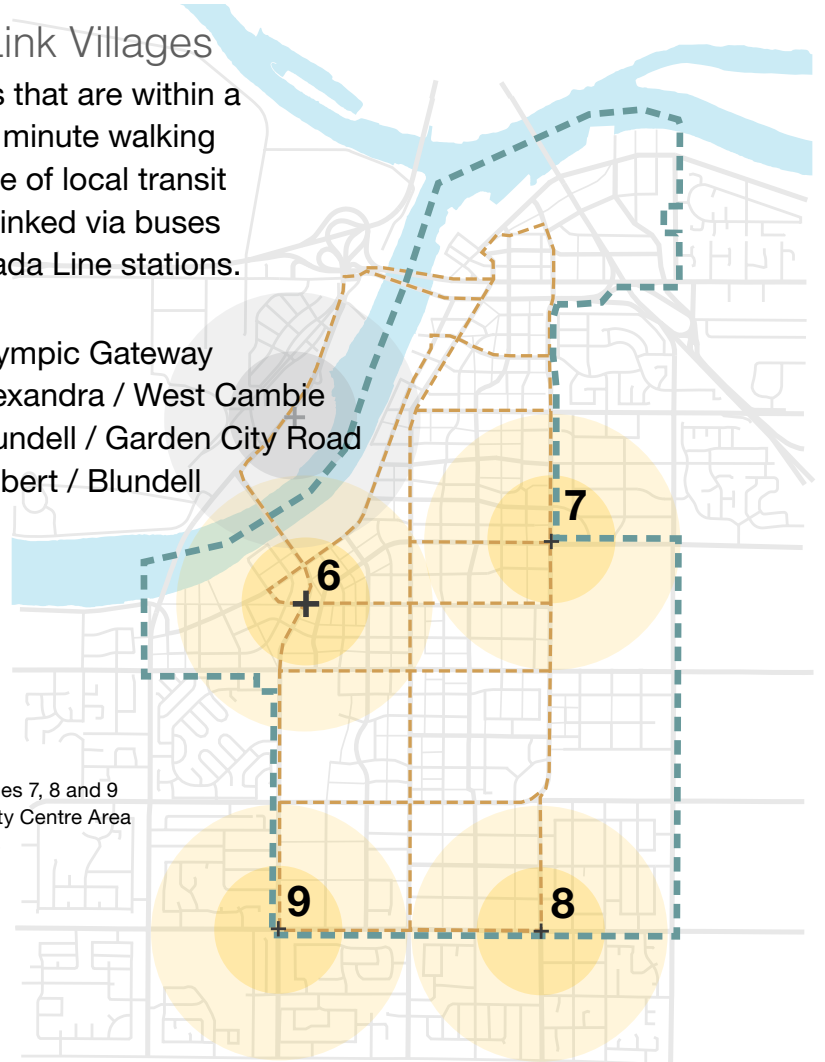 Link Villages
s that are within a
minute walking
e of local transit
inked via buses
ada Line stations.
ympic Gateway
exandra / West Cambie
undell / Garden City Road
bert / Blundell
7
6
es 7, 8 and 9
ty Centre Area
9
8